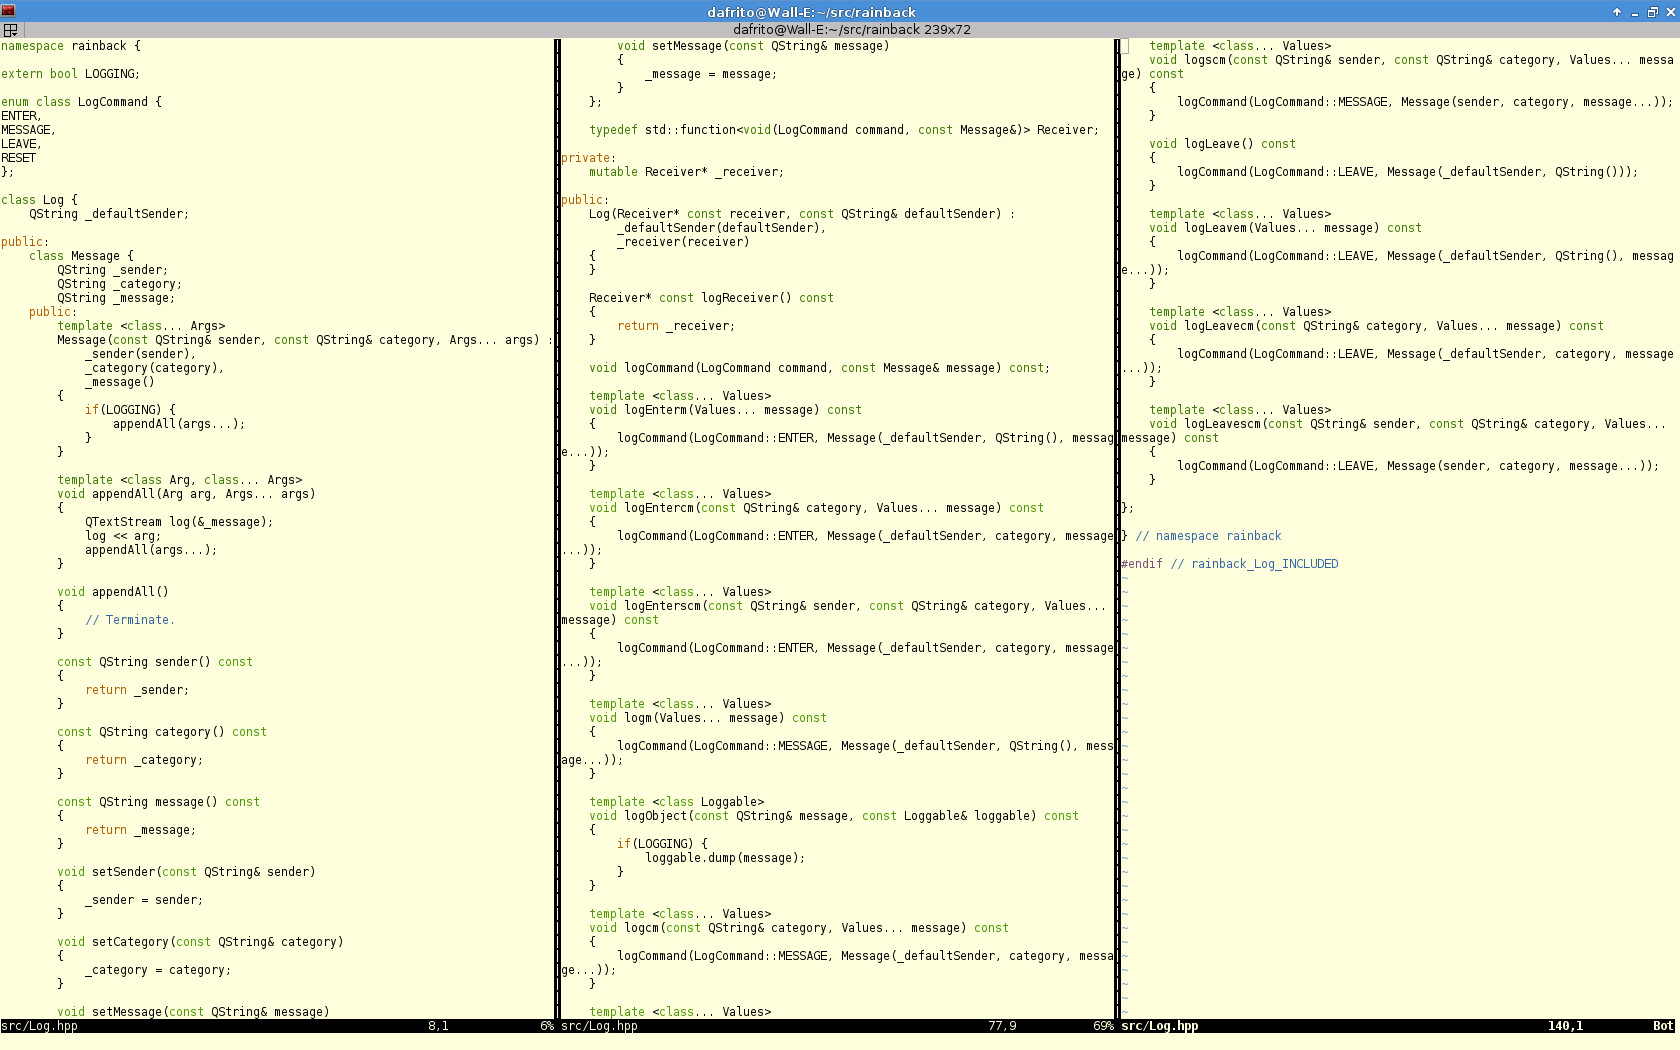 dafrito@Wall-E:~/src/rainback
dafrito@Wall-E:~/src/rainback 239x72
namespace rainback {
extern bool LOGGING;
enum class LogCommand {
ENTER,
MESSAGE,
LEAVE,
RESET
};
class Log {
    QString _defaultSender;
public:
    class Message {
        QString _sender;
        QString _category;
        QString _message;
    public:
        template <class... Args>
        Message(const QString& sender, const QString& category, Args... args) :
            _sender(sender),
            _category(category),
            _message()
        {
            if(LOGGING) {
                appendAll(args...);
            }
        }
        template <class Arg, class... Args>
        void appendAll(Arg arg, Args... args)
        {
            QTextStream log(&_message);
            log << arg;
            appendAll(args...);
        }
        void appendAll()
        {
            // Terminate.
        }
        const QString sender() const
        {
            return _sender;
        }
        const QString category() const
        {
            return _category;
        }
        const QString message() const
        {
            return _message;
        }
        void setSender(const QString& sender)
        {
            _sender = sender;
        }
        void setCategory(const QString& category)
        {
            _category = category;
        }
        void setMessage(const QString& message)
src/Log.hpp 8,1 6%
        void setMessage(const QString& message)
        {
            _message = message;
        }
    };
    typedef std::function<void(LogCommand command, const Message&)> Receiver;
private:
    mutable Receiver* _receiver;
public:
    Log(Receiver* const receiver, const QString& defaultSender) :
        _defaultSender(defaultSender),
        _receiver(receiver)
    {
    }
    Receiver* const logReceiver() const
    {
        return _receiver;
    }
    void logCommand(LogCommand command, const Message& message) const;
    template <class... Values>
    void logEnterm(Values... message) const
    {
        logCommand(LogCommand::ENTER, Message(_defaultSender, QString(), messag
e...));
    }
    template <class... Values>
    void logEntercm(const QString& category, Values... message) const
    {
        logCommand(LogCommand::ENTER, Message(_defaultSender, category, message
...));
    }
    template <class... Values>
    void logEnterscm(const QString& sender, const QString& category, Values...
message) const
    {
        logCommand(LogCommand::ENTER, Message(_defaultSender, category, message
...));
    }
    template <class... Values>
    void logm(Values... message) const
    {
        logCommand(LogCommand::MESSAGE, Message(_defaultSender, QString(), mess
age...));
    }
    template <class Loggable>
    void logObject(const QString& message, const Loggable& loggable) const
    {
        if(LOGGING) {
            loggable.dump(message);
        }
    }
    template <class... Values>
    void logcm(const QString& category, Values... message) const
    {
        logCommand(LogCommand::MESSAGE, Message(_defaultSender, category, messa
ge...));
    }
    template <class... Values>
src/Log.hpp 77,9 69%
    template <class... Values>
    void logscm(const QString& sender, const QString& category, Values... messa
ge) const
    {
        logCommand(LogCommand::MESSAGE, Message(sender, category, message...));
    }
    void logLeave() const
    {
        logCommand(LogCommand::LEAVE, Message(_defaultSender, QString()));
    }
    template <class... Values>
    void logLeavem(Values... message) const
    {
        logCommand(LogCommand::LEAVE, Message(_defaultSender, QString(), messag
e...));
    }
    template <class... Values>
    void logLeavecm(const QString& category, Values... message) const
    {
        logCommand(LogCommand::LEAVE, Message(_defaultSender, category, message
...));
    }
    template <class... Values>
    void logLeavescm(const QString& sender, const QString& category, Values...
message) const
    {
        logCommand(LogCommand::LEAVE, Message(sender, category, message...));
    }
};
} // namespace rainback
#endif // rainback_Log_INCLUDED
src/Log.hpp 140,1 Bot